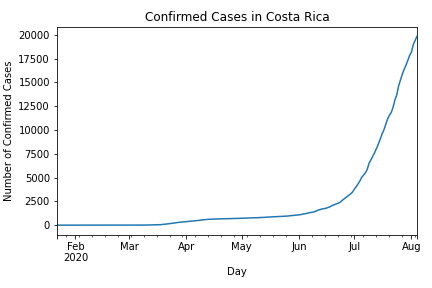 Confirmed Cases in Costa Rica
Number of Confirmed Cases
20000
17500
15000
12500
10000
7500
5000
2500
0
Feb
2020
Mar
Apr
May
Jun
Jul
Aug
Day